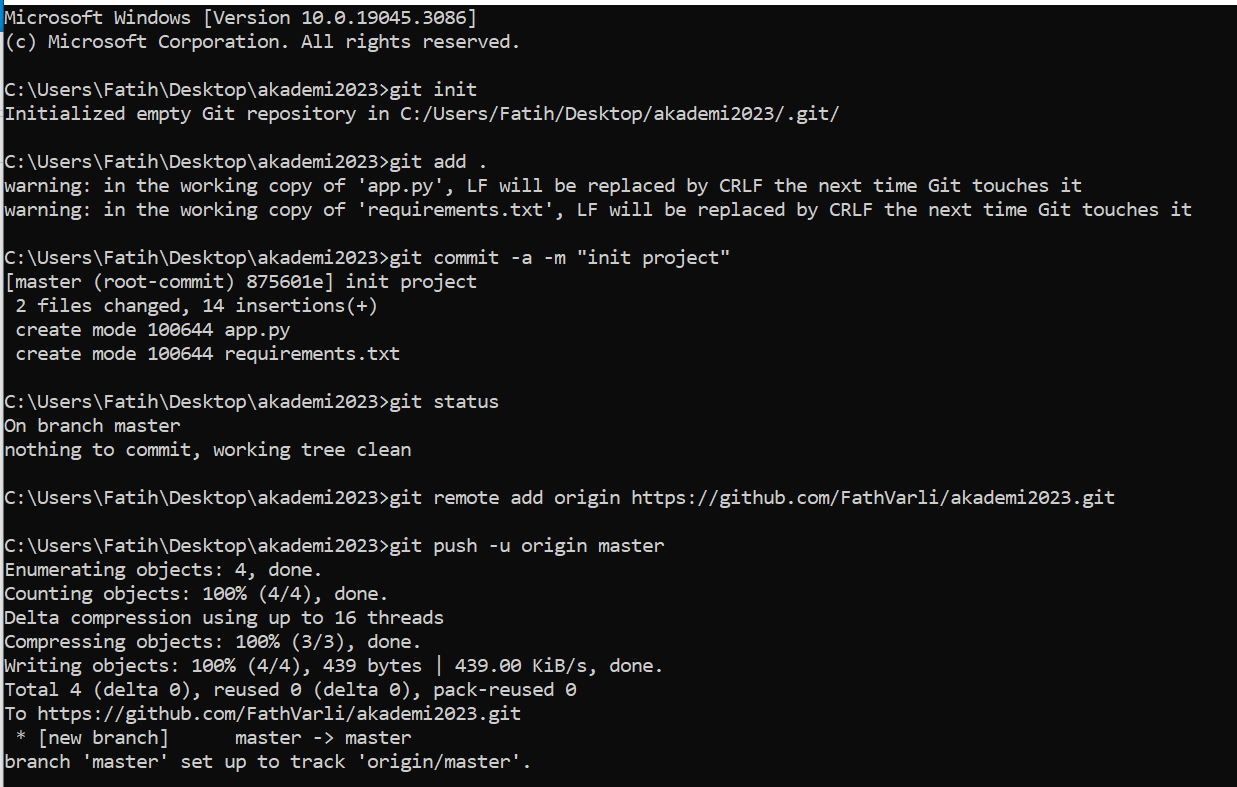 Microsoft Windows [Version 10.0.19045.3086]
(c) Microsoft Corporation. All rights reserved.
C:\Users\Fatih\Desktop\akademi2023>git init
Initialized empty Git repository in C:/Users/Fatih/Desktop/akademi2023/.git/
C:\Users\Fatih\Desktop\akademi2023>git add .
warning: in the working copy of 'app.py', LF will be replaced by CRLF the next time Git touches it
warning: in the working copy of 'requirements.txt', LF will be replaced by CRLF the next time Git touches it
C:\Users\Fatih\Desktop\akademi2023>git commit -a -m "init project"
[master (root-commit) 875601e] init project
 2 files changed, 14 insertions(+)
 create mode 100644 app.py
 create mode 100644 requirements.txt
C:\Users\Fatih\Desktop\akademi2023>git status
On branch master
nothing to commit, working tree clean
C:\Users\Fatih\Desktop\akademi2023>git remote add origin https://github.com/FathVarli/akademi2023.git
C:\Users\Fatih\Desktop\akademi2023>git push -u origin master
Enumerating objects: 4, done.
Counting objects: 100% (4/4), done.
Delta compression using up to 16 threads
Compressing objects: 100% (3/3), done.
Writing objects: 100% (4/4), 439 bytes | 439.00 KiB/s, done.
Total 4 (delta 0), reused 0 (delta 0), pack-reused 0
To https://github.com/FathVarli/akademi2023.git
 * [new branch]      master -> master
branch 'master' set up to track 'origin/master'.